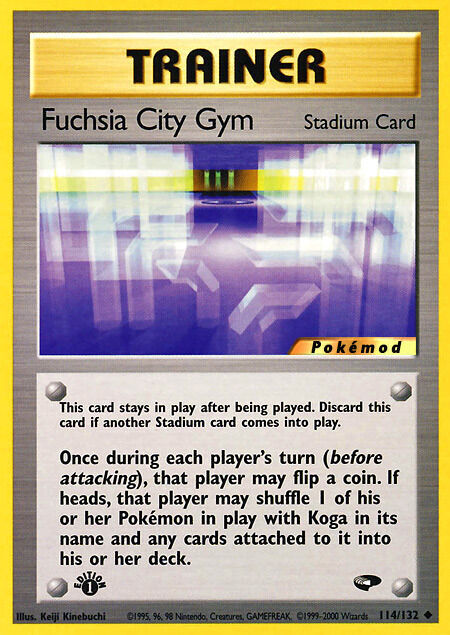 TRAINER
Fuchsia City Gym Stadium Card
Pokémod
This card stays in play after being played. Discard this
card if another Stadium card comes into play.
Once during each player's turn (before
attacking), that player may flip a coin. If
heads, that player may shuffle 1 of his
or her Pokémon in play with Koga in its
name and any cards attached to it into
his or her deck.
EDITION
1
Illus. Keiji Kinebuchi ©1995, 96, 98 Nintendo, Creatures, GAMEFREAK. ©1999-2000 Wizards 114/132